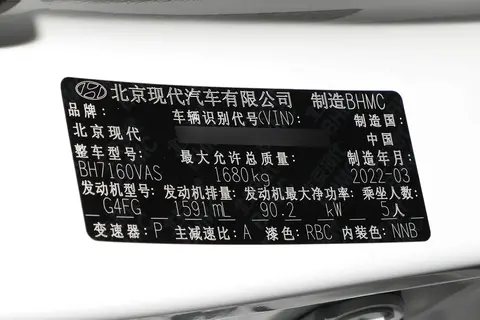 北京现代汽车有限公司 制造BHMC
品牌: 车辆识别代号(VIN): 制造国:
北京现代 中国
整车型号: 最大允许总质量: 制造年月:
BH7160VAS 1680kg 2022-03
发动机型号: 发动机排量: 发动机最大净功率: 乘坐人数:
G4FG 1591mL 90.2 kW 5人
变速器: P 主减速比: A 漆色: RBC 内装色: NNB